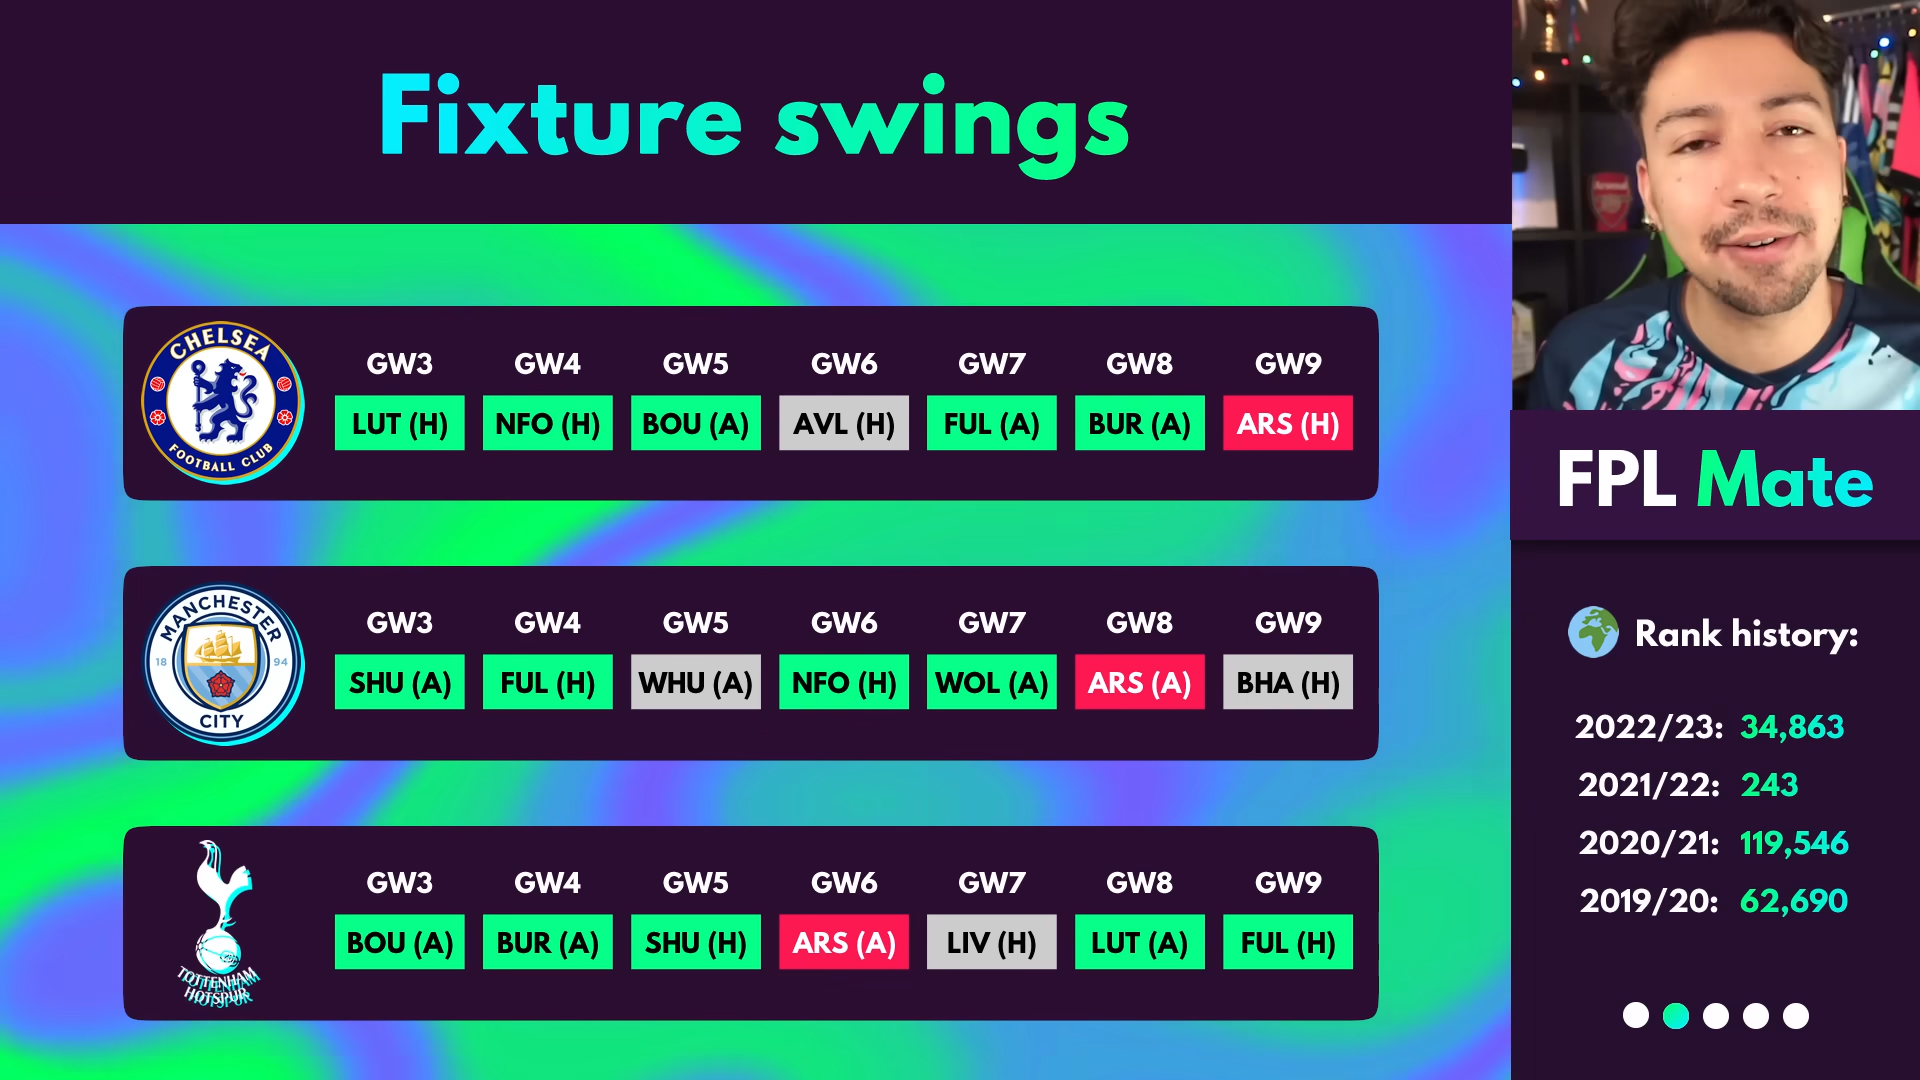 Fixture swings
CHELSEA
FOOTBALL CLUB
GW3 GW4 GW5 GW6 GW7 GW8 GW9
LUT (H) NFO (H) BOU (A) AVL (H) FUL (A) BUR (A) ARS (H)
MANCHESTER
18 94
CITY
GW3 GW4 GW5 GW6 GW7 GW8 GW9
SHU (A) FUL (H) WHU (A) NFO (H) WOL (A) ARS (A) BHA (H)
TOTTENHAM
HOTSPUR
GW3 GW4 GW5 GW6 GW7 GW8 GW9
BOU (A) BUR (A) SHU (H) ARS (A) LIV (H) LUT (A) FUL (H)
Arsenal
FPL Mate
Rank history:
2022/23: 34,863
2021/22: 243
2020/21: 119,546
2019/20: 62,690